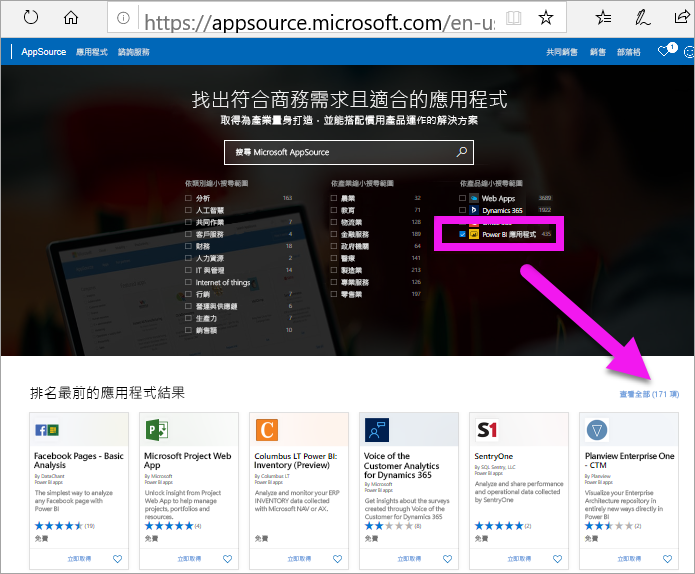 https://appsource.microsoft.com/en-us
AppSource 應用程式 諮詢服務 共同銷售 銷售 部落格 1
找出符合商務需求且適合的應用程式
取得為產業量身打造，並能搭配慣用產品運作的解決方案
搜尋 Microsoft AppSource
依類別縮小搜尋範圍
分析 163
人工智慧
共同作業 7
客戶服務 4
財務 18
人力資源 2
IT 與管理 14
Internet of things
行銷 7
營運與供應鏈 6
生產力 7
銷售額 10
依產業縮小搜尋範圍
農業 32
教育 71
物流業 128
金融服務 189
政府機關 64
醫療 141
製造業 213
專業服務 126
零售業 197
依產品縮小搜尋範圍
Web Apps 3689
Dynamics 365 1922
Power BI 應用程式 435
排名最前的應用程式結果
查看全部 (171 項)
Facebook Pages - Basic
Analysis
By DataChant
Power BI apps
The simplest way to analyze
any Facebook page with
Power BI
(19)
免費
立即取得
Microsoft Project Web
App
By Microsoft
Power BI apps
Unlock insight from Project
Web App to help manage
projects, portfolios and
resources.
(4)
免費
立即取得
Columbus LT Power BI:
Inventory (Preview)
By Columbus LT
Power BI apps
Analyze and monitor your ERP
INVENTORY data collected
with Microsoft NAV or AX.
免費
立即取得
Voice of the
Customer Analytics
for Dynamics 365
By Microsoft
Power BI apps
Get insights about the surveys
created through Voice of the
Customer for Dynamics 365
(8)
免費
立即取得
S1
SentryOne
By SQL Sentry, LLC
Power BI apps
Analyze and share performance
and operational data collected
by SentryOne
(2)
免費
立即取得
Planview Enterprise One
- CTM
By Planview
Power BI apps
Visualize your Enterprise
Architecture repository in
entirely new ways directly in
Power BI
(2)
免費
立即取得